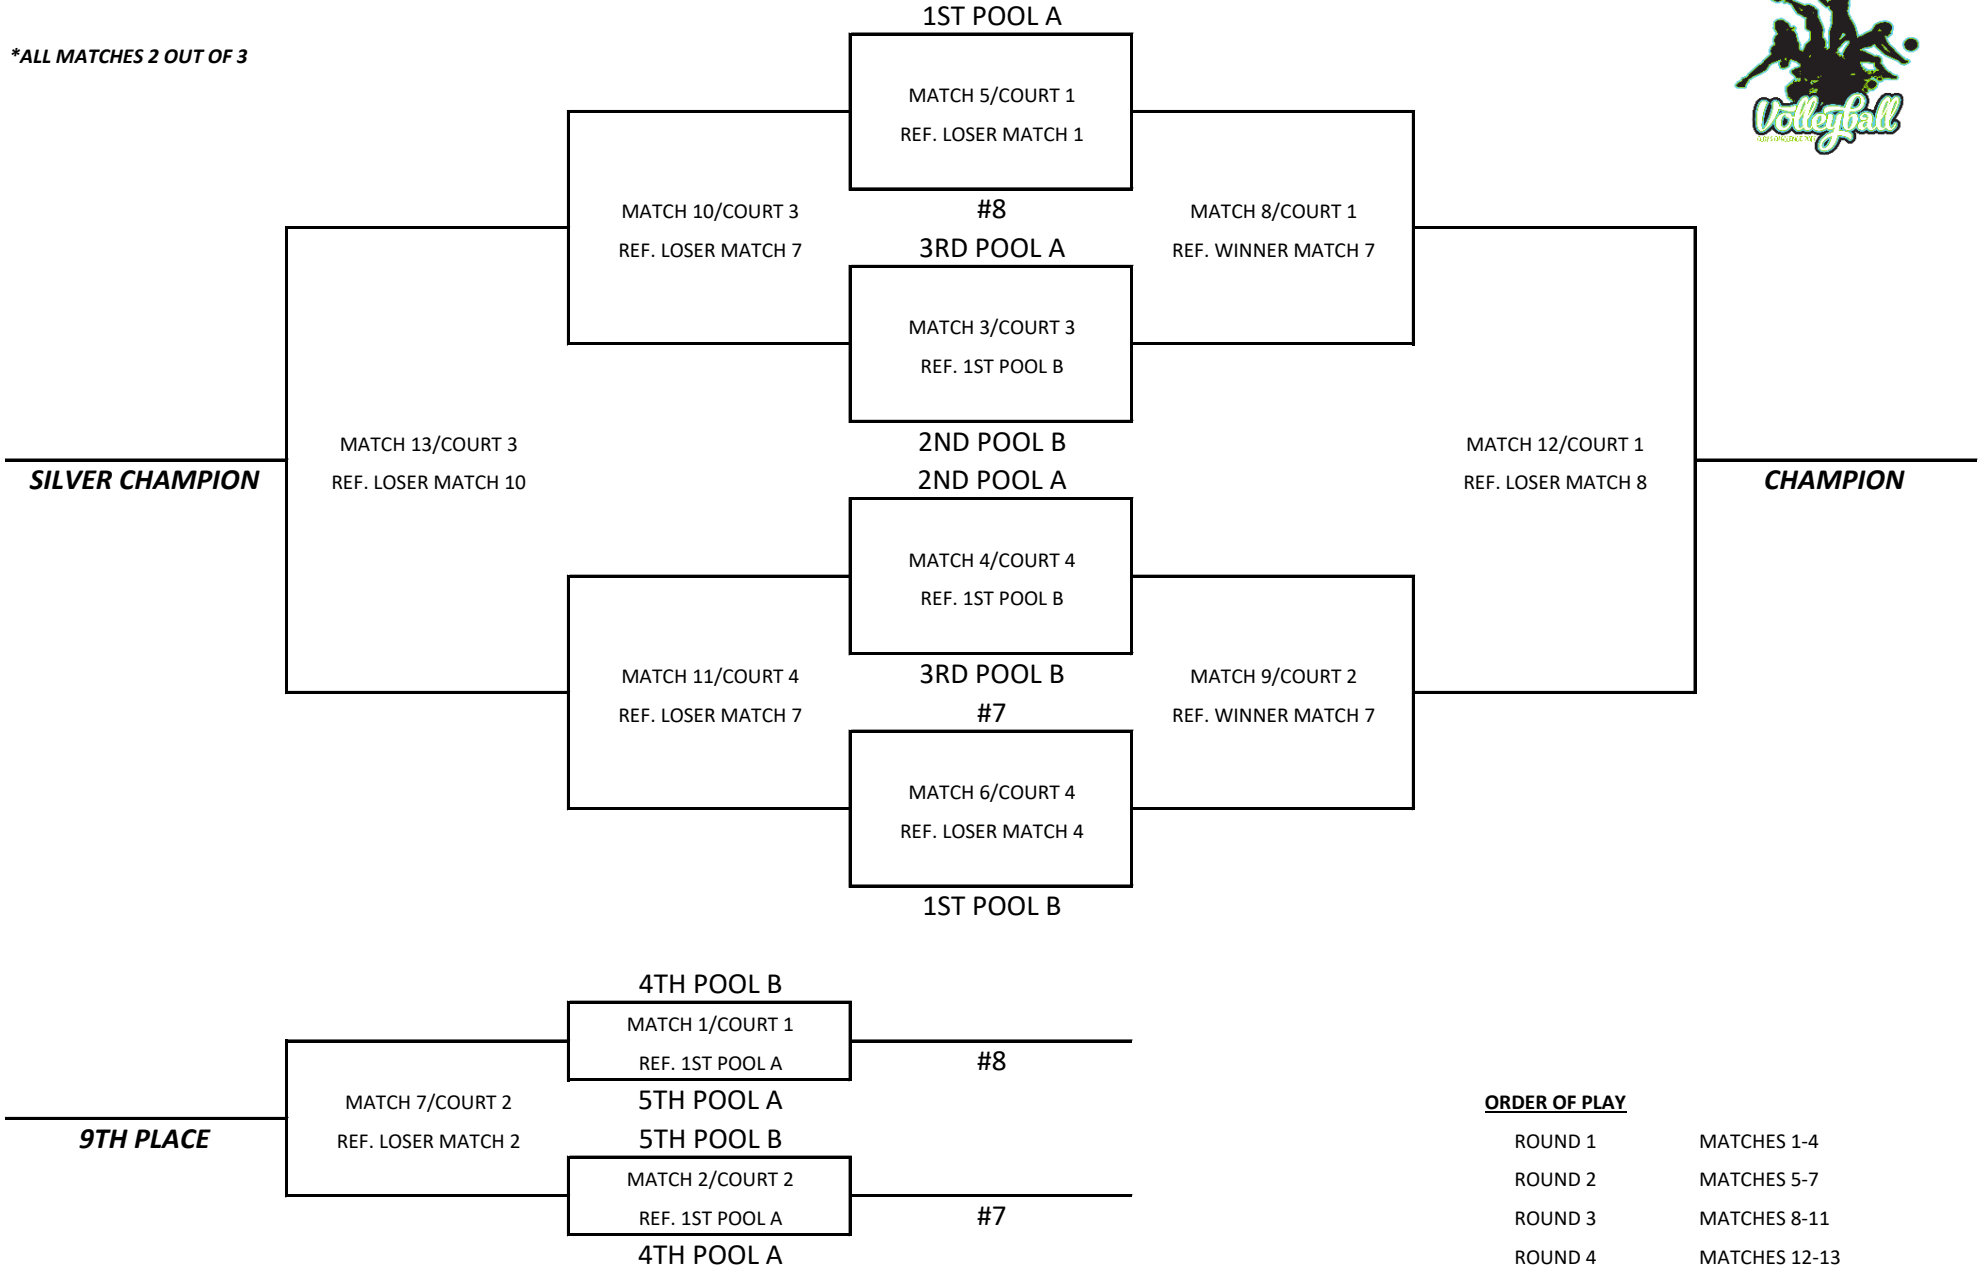 1ST POOL A
*ALL MATCHES 2 OUT OF 3
Volleyball
MATCH 5/COURT 1
REF. LOSER MATCH 1
#8
MATCH 10/COURT 3
REF. LOSER MATCH 7
MATCH 8/COURT 1
REF. WINNER MATCH 7
3RD POOL A
MATCH 3/COURT 3
REF. 1ST POOL B
2ND POOL B
MATCH 13/COURT 3
REF. LOSER MATCH 10
SILVER CHAMPION
MATCH 12/COURT 1
REF. LOSER MATCH 8
CHAMPION
2ND POOL A
MATCH 4/COURT 4
REF. 1ST POOL B
3RD POOL B
MATCH 11/COURT 4
REF. LOSER MATCH 7
MATCH 9/COURT 2
REF. WINNER MATCH 7
#7
MATCH 6/COURT 4
REF. LOSER MATCH 4
1ST POOL B
4TH POOL B
MATCH 1/COURT 1
REF. 1ST POOL A
#8
5TH POOL A
MATCH 7/COURT 2
REF. LOSER MATCH 2
9TH PLACE
5TH POOL B
MATCH 2/COURT 2
REF. 1ST POOL A
#7
4TH POOL A
ORDER OF PLAY
ROUND 1 MATCHES 1-4
ROUND 2 MATCHES 5-7
ROUND 3 MATCHES 8-11
ROUND 4 MATCHES 12-13